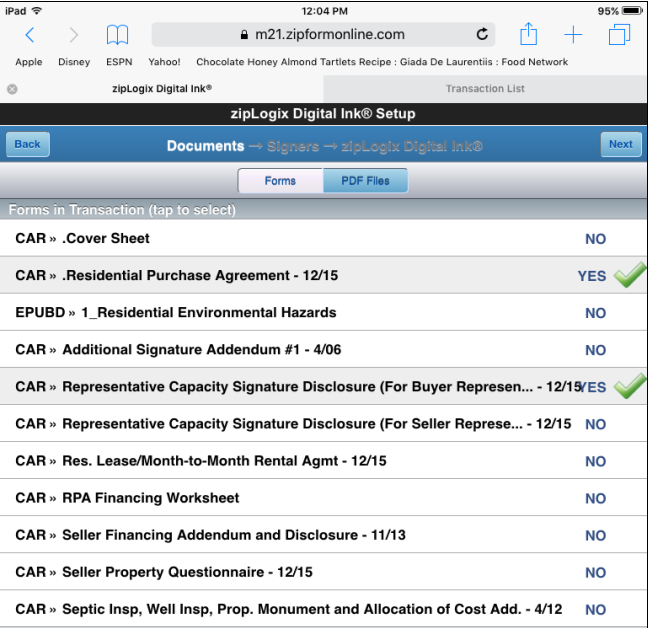 iPad 12:04 PM 95%
m21.zipformonline.com
Apple Disney ESPN Yahoo! Chocolate Honey Almond Tartlets Recipe : Giada De Laurentiis : Food Network
zipLogix Digital Ink® Transaction List
zipLogix Digital Ink® Setup
Back Documents → Signers → zipLogix Digital Ink® Next
Forms PDF Files
Forms in Transaction (tap to select)
CAR » .Cover Sheet NO
CAR » .Residential Purchase Agreement - 12/15 YES
EPUBD » 1_Residential Environmental Hazards NO
CAR » Additional Signature Addendum #1 - 4/06 NO
CAR » Representative Capacity Signature Disclosure (For Buyer Represen... - 12/15 YES
CAR » Representative Capacity Signature Disclosure (For Seller Represe... - 12/15 NO
CAR » Res. Lease/Month-to-Month Rental Agmt - 12/15 NO
CAR » RPA Financing Worksheet NO
CAR » Seller Financing Addendum and Disclosure - 11/13 NO
CAR » Seller Property Questionnaire - 12/15 NO
CAR » Septic Insp, Well Insp, Prop. Monument and Allocation of Cost Add. - 4/12 NO